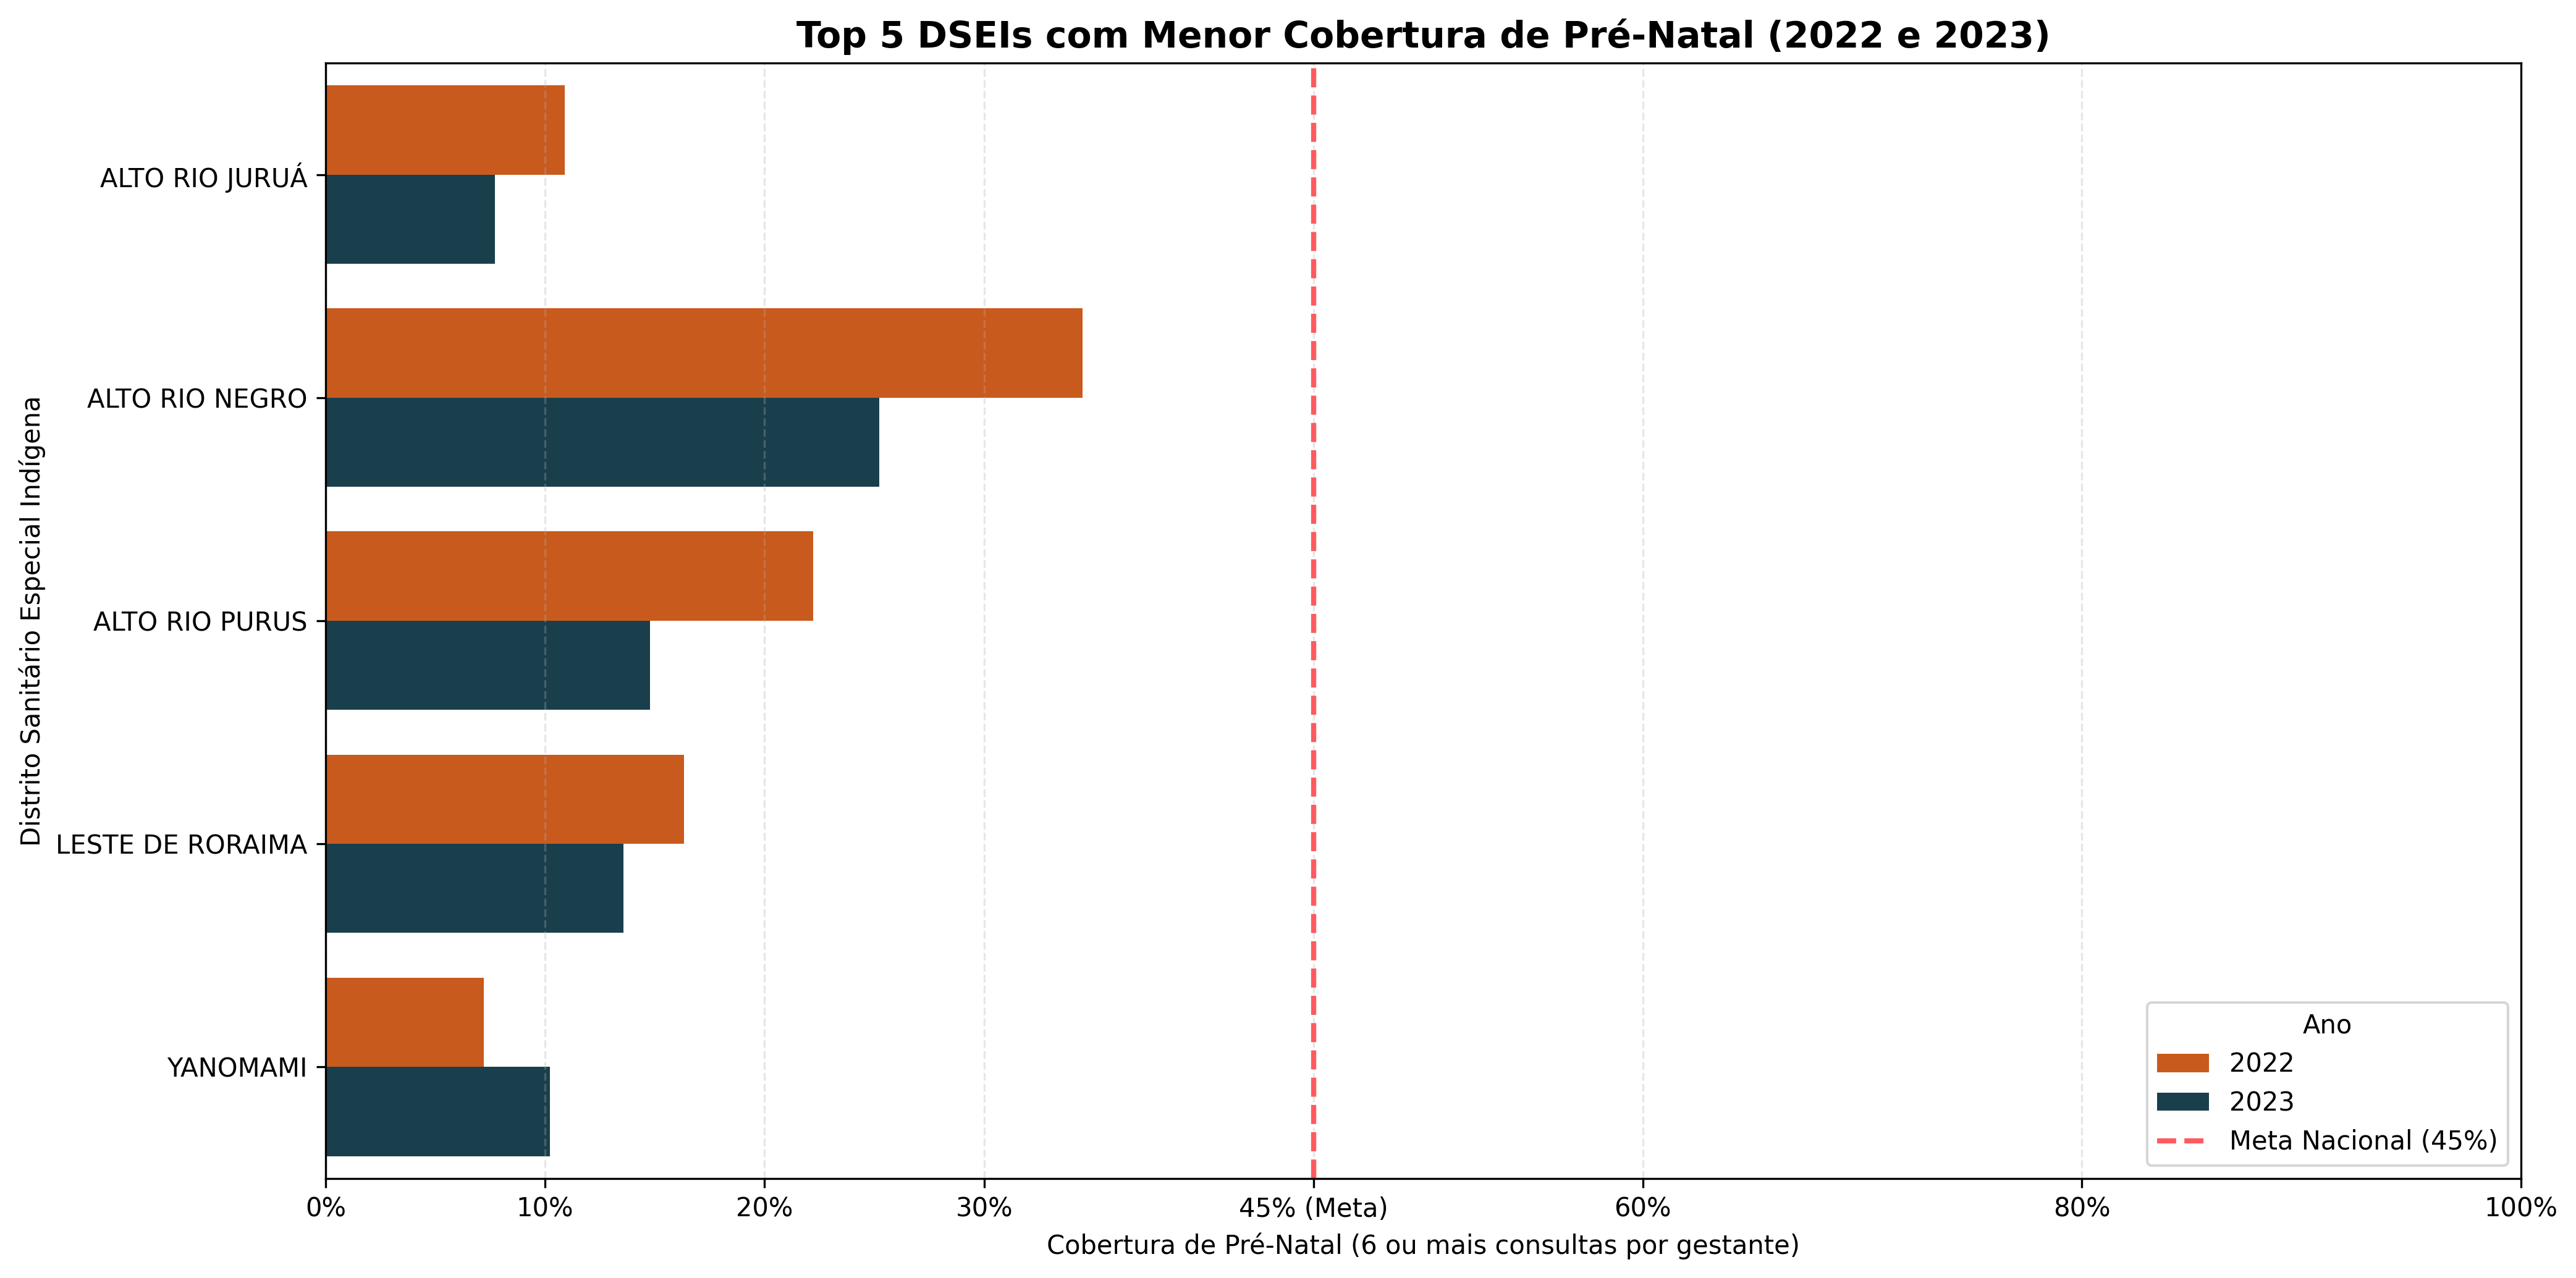 Top 5 DSEIs com Menor Cobertura de Pré-Natal (2022 e 2023)
Distrito Sanitário Especial Indígena
ALTO RIO JURUÁ
ALTO RIO NEGRO
ALTO RIO PURUS
LESTE DE RORAIMA
YANOMAMI
Ano
2022
2023
Meta Nacional (45%)
0% 10% 20% 30% 45% (Meta) 60% 80% 100%
Cobertura de Pré-Natal (6 ou mais consultas por gestante)